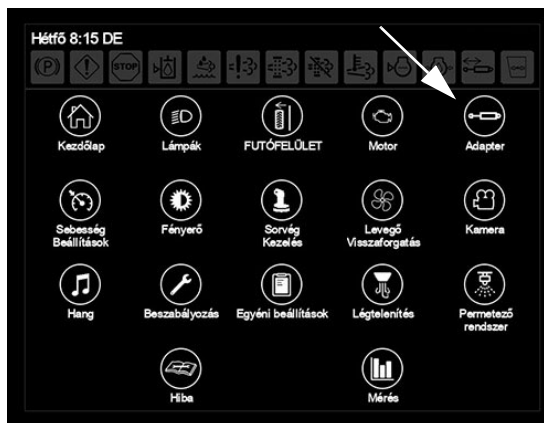 Hétfő 8:15 DE
(P) STOP
Kezdőlap Lámpák FUTÓFELÜLET Motor Adapter
Sebesség Fényerő Sorvég Levegő Kamera
Beállítások Kezelés Visszaforgatás
Hang Beszabályozás Egyéni beállítások Légtelenítés Permetező
rendszer
Hiba Mérés